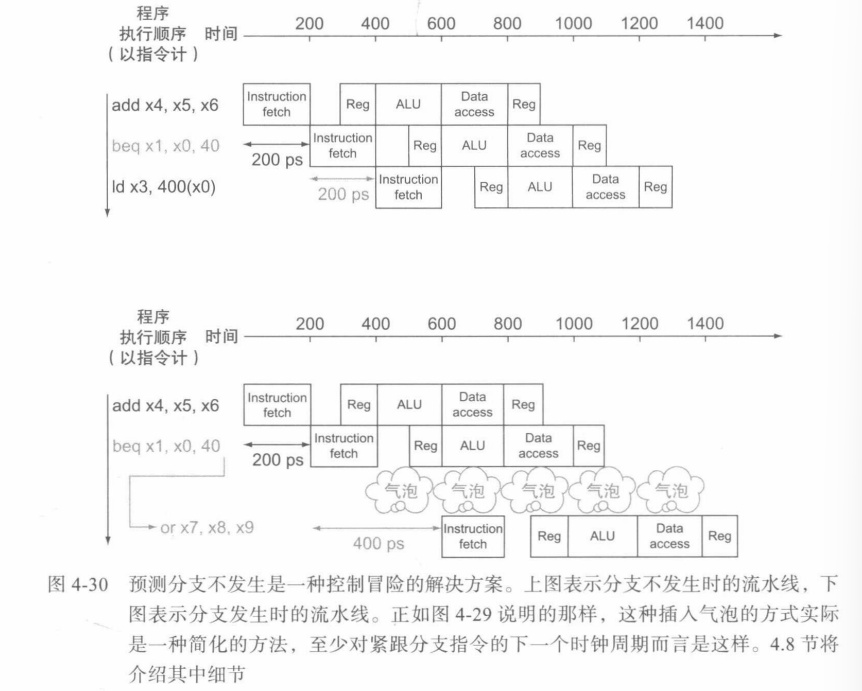 程序
执行顺序 时间
(以指令计)
200 400 600 800 1000 1200 1400
add x4, x5, x6
Instruction fetch Reg ALU Data access Reg
beq x1, x0, 40
200 ps
Instruction fetch Reg ALU Data access Reg
ld x3, 400(x0)
200 ps
Instruction fetch Reg ALU Data access Reg
程序
执行顺序 时间
(以指令计)
200 400 600 800 1000 1200 1400
add x4, x5, x6
Instruction fetch Reg ALU Data access Reg
beq x1, x0, 40
200 ps
Instruction fetch Reg ALU Data access Reg
气泡 气泡 气泡 气泡 气泡
or x7, x8, x9
400 ps
Instruction fetch Reg ALU Data access Reg
图 4-30 预测分支不发生是一种控制冒险的解决方案。上图表示分支不发生时的流水线，下
图表示分支发生时的流水线。正如图 4-29 说明的那样，这种插入气泡的方式实际
是一种简化的方法，至少对紧跟分支指令的下一个时钟周期而言是这样。4.8 节将
介绍其中细节